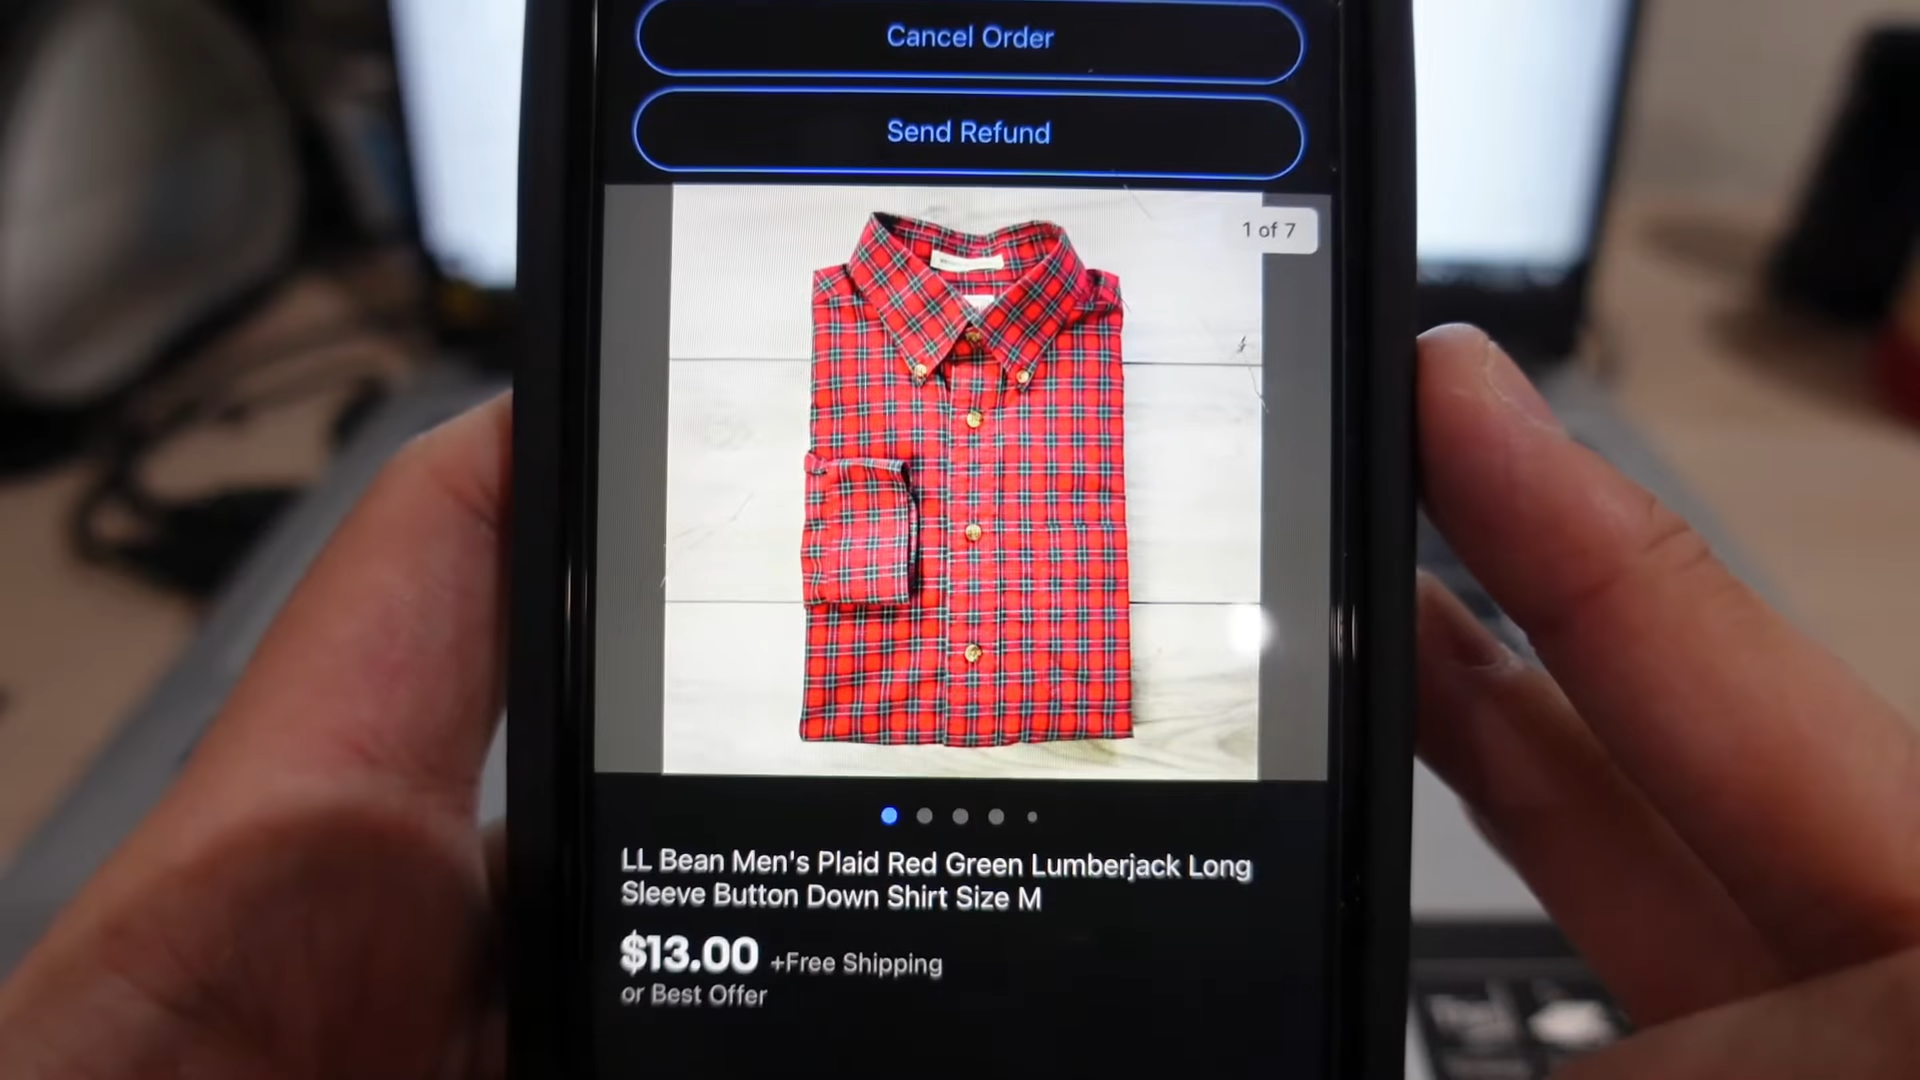 Cancel Order
Send Refund
1 of 7
LL Bean Men's Plaid Red Green Lumberjack Long
Sleeve Button Down Shirt Size M
$13.00 +Free Shipping
or Best Offer